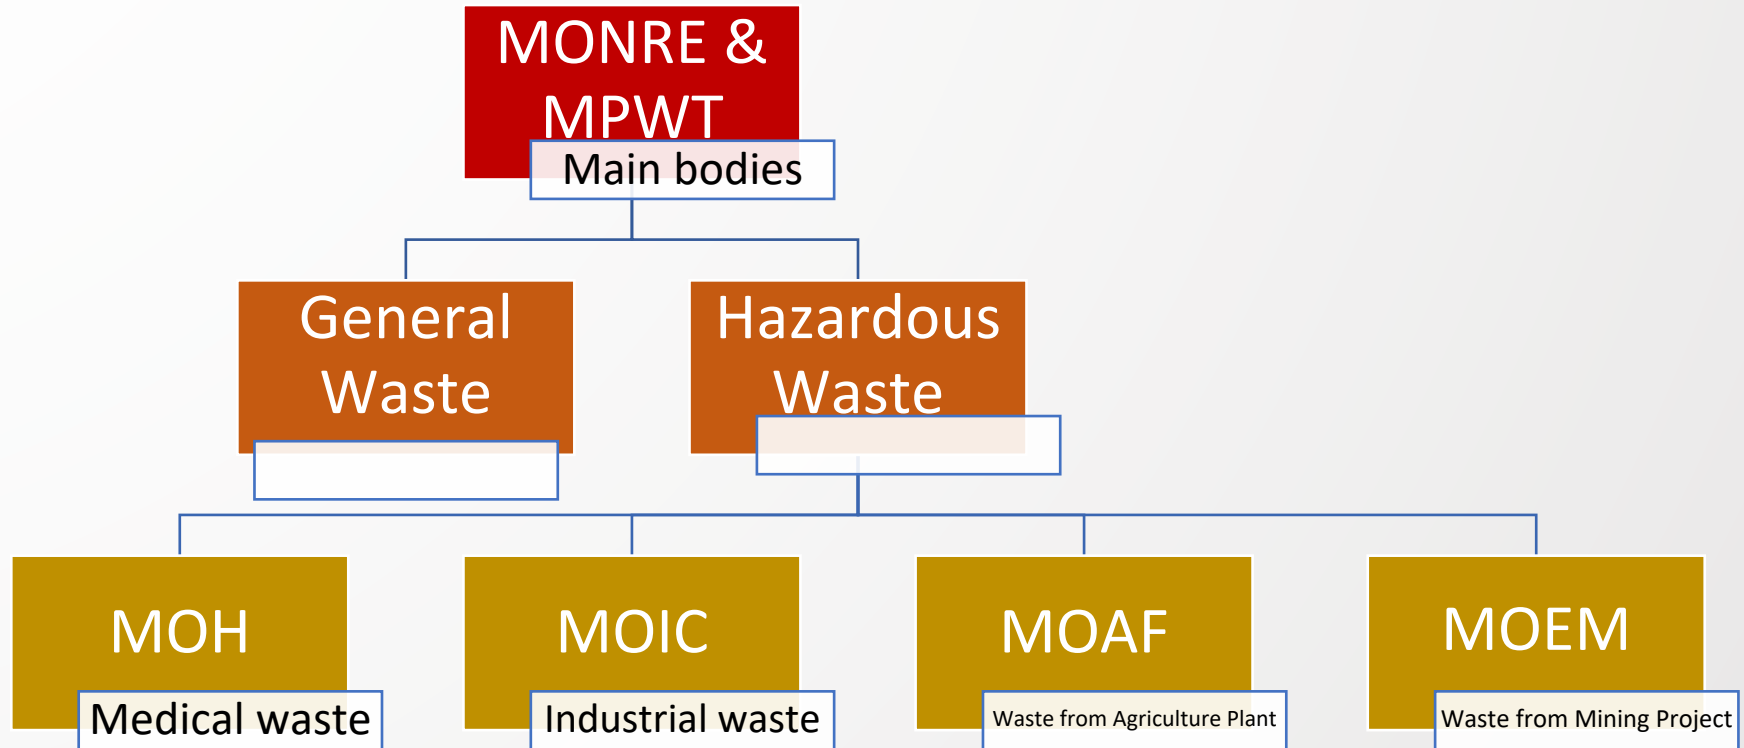 MONRE &
MPWT
Main bodies
General
Waste
Hazardous
Waste
MOH
Medical waste
MOIC
Industrial waste
MOAF
Waste from Agriculture Plant
MOEM
Waste from Mining Project